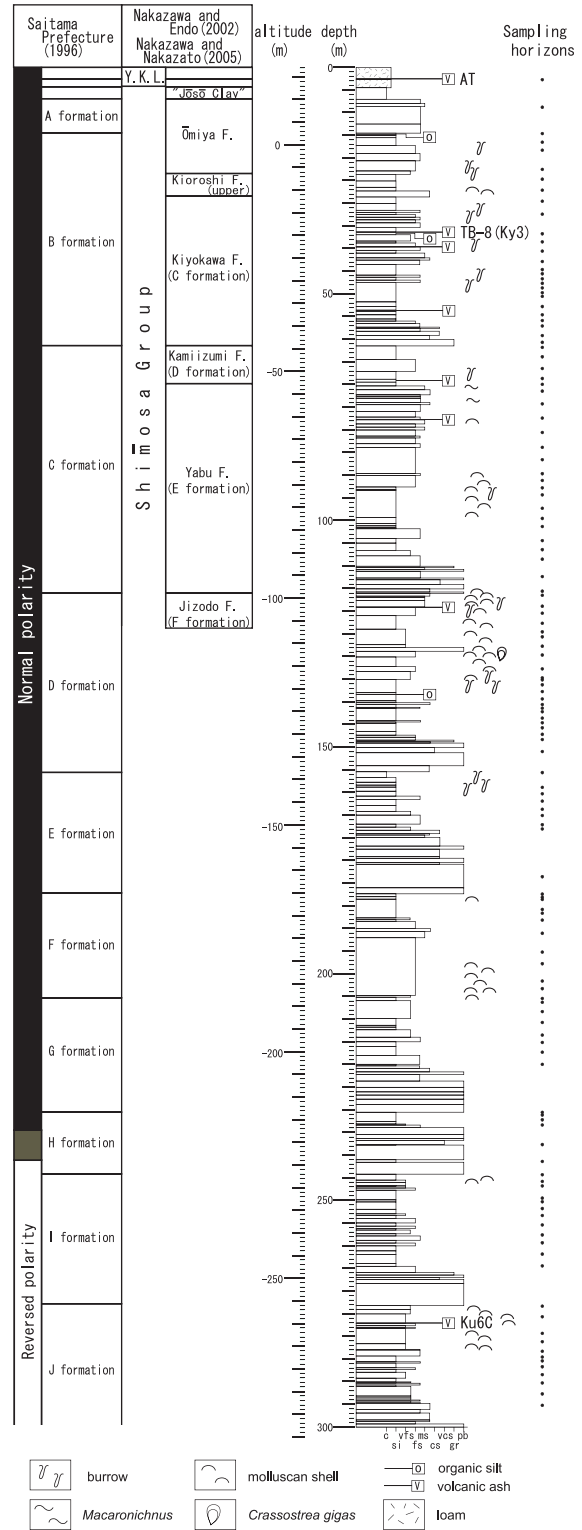 Saitama
Prefecture
(1996)
Nakazawa and
Endo (2002)
Nakazawa and
Nakazato (2005)
altitude
(m)
depth
(m)
Sampling
horizons
Y.K.L.
"Jōsō Clay"
A formation
Ōmiya F.
Kioroshi F.
(upper)
B formation
Kiyokawa F.
(C formation)
Kamiizumi F.
(D formation)
C formation
Yabu F.
(E formation)
Jizodo F.
(F formation)
D formation
E formation
F formation
G formation
H formation
I formation
J formation
Shimōsa Group
Normal polarity
Reversed polarity
0
-50
-100
-150
-200
-250
0
50
100
150
200
250
300
V AT
O
V TB-8(Ky3)
O
V
V
V
V
V
O
V Ku6C
c vfs ms vcs pb
si fs cs gr
burrow
molluscan shell
O organic silt
V volcanic ash
Macaronichnus
Crassostrea gigas
loam